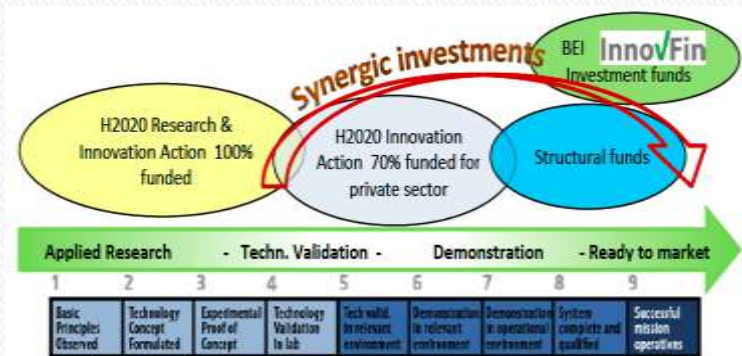 Synergic investments
BEI InnovFin
Investment funds
H2020 Research &
Innovation Action 100%
funded
H2020 Innovation
Action 70% funded for
private sector
Structural funds
Applied Research - Techn. Validation - Demonstration - Ready to market
1 2 3 4 5 6 7 8 9
Basic Technology Experimental Technology Tech valid. Demonstration Demonstration System Successful
Principles Concept Proof of Validation in relevant in relevant in operational complete and mission
Observed Formulated Concept in lab environment environment environment qualified operations